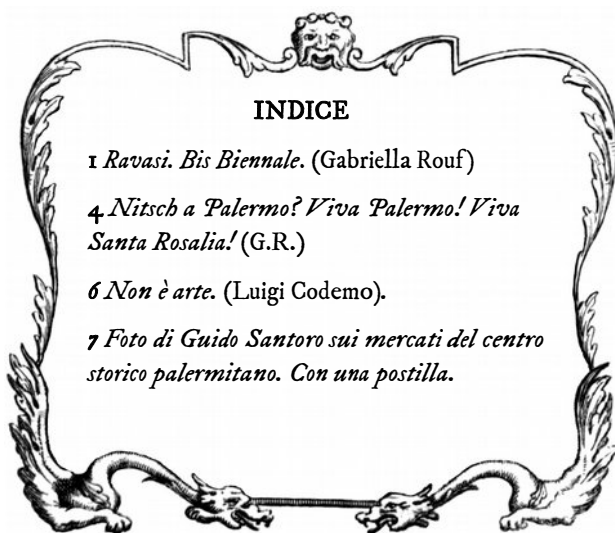 INDICE
1 Ravasi. Bis Biennale. (Gabriella Rouf)
4 Nitsch a Palermo? Viva Palermo! Viva
Santa Rosalia! (G.R.)
6 Non è arte. (Luigi Codemo).
7 Foto di Guido Santoro sui mercati del centro
storico palermitano. Con una postilla.